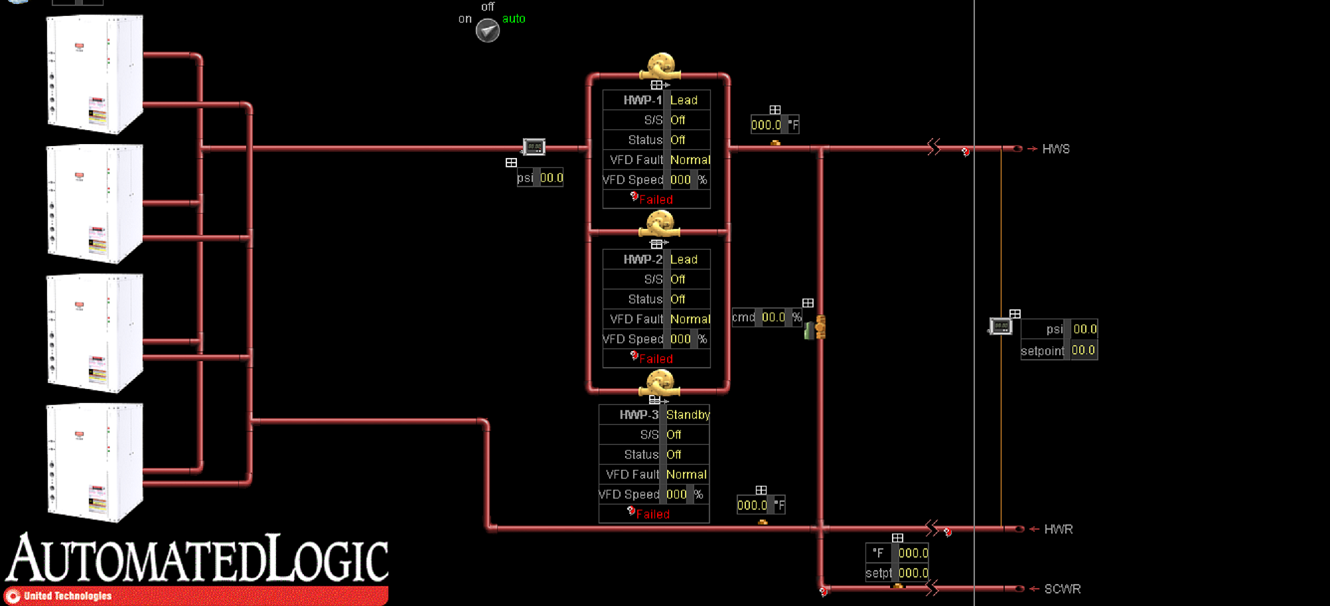 off
on auto
HWP-1 Lead
S/S Off
Status Off
VFD Fault Normal
VFD Speed 000 %
Failed
000.0 °F
HWS
psi 00.0
HWP-2 Lead
S/S Off
Status Off
VFD Fault Normal
VFD Speed 000 %
Failed
cmd 00.0 %
psi 00.0
setpoint 00.0
HWP-3 Standby
S/S Off
Status Off
VFD Fault Normal
VFD Speed 000 %
Failed
000.0 °F
HWR
°F 000.0
setpt 000.0
SCWR
AUTOMATEDLOGIC
United Technologies